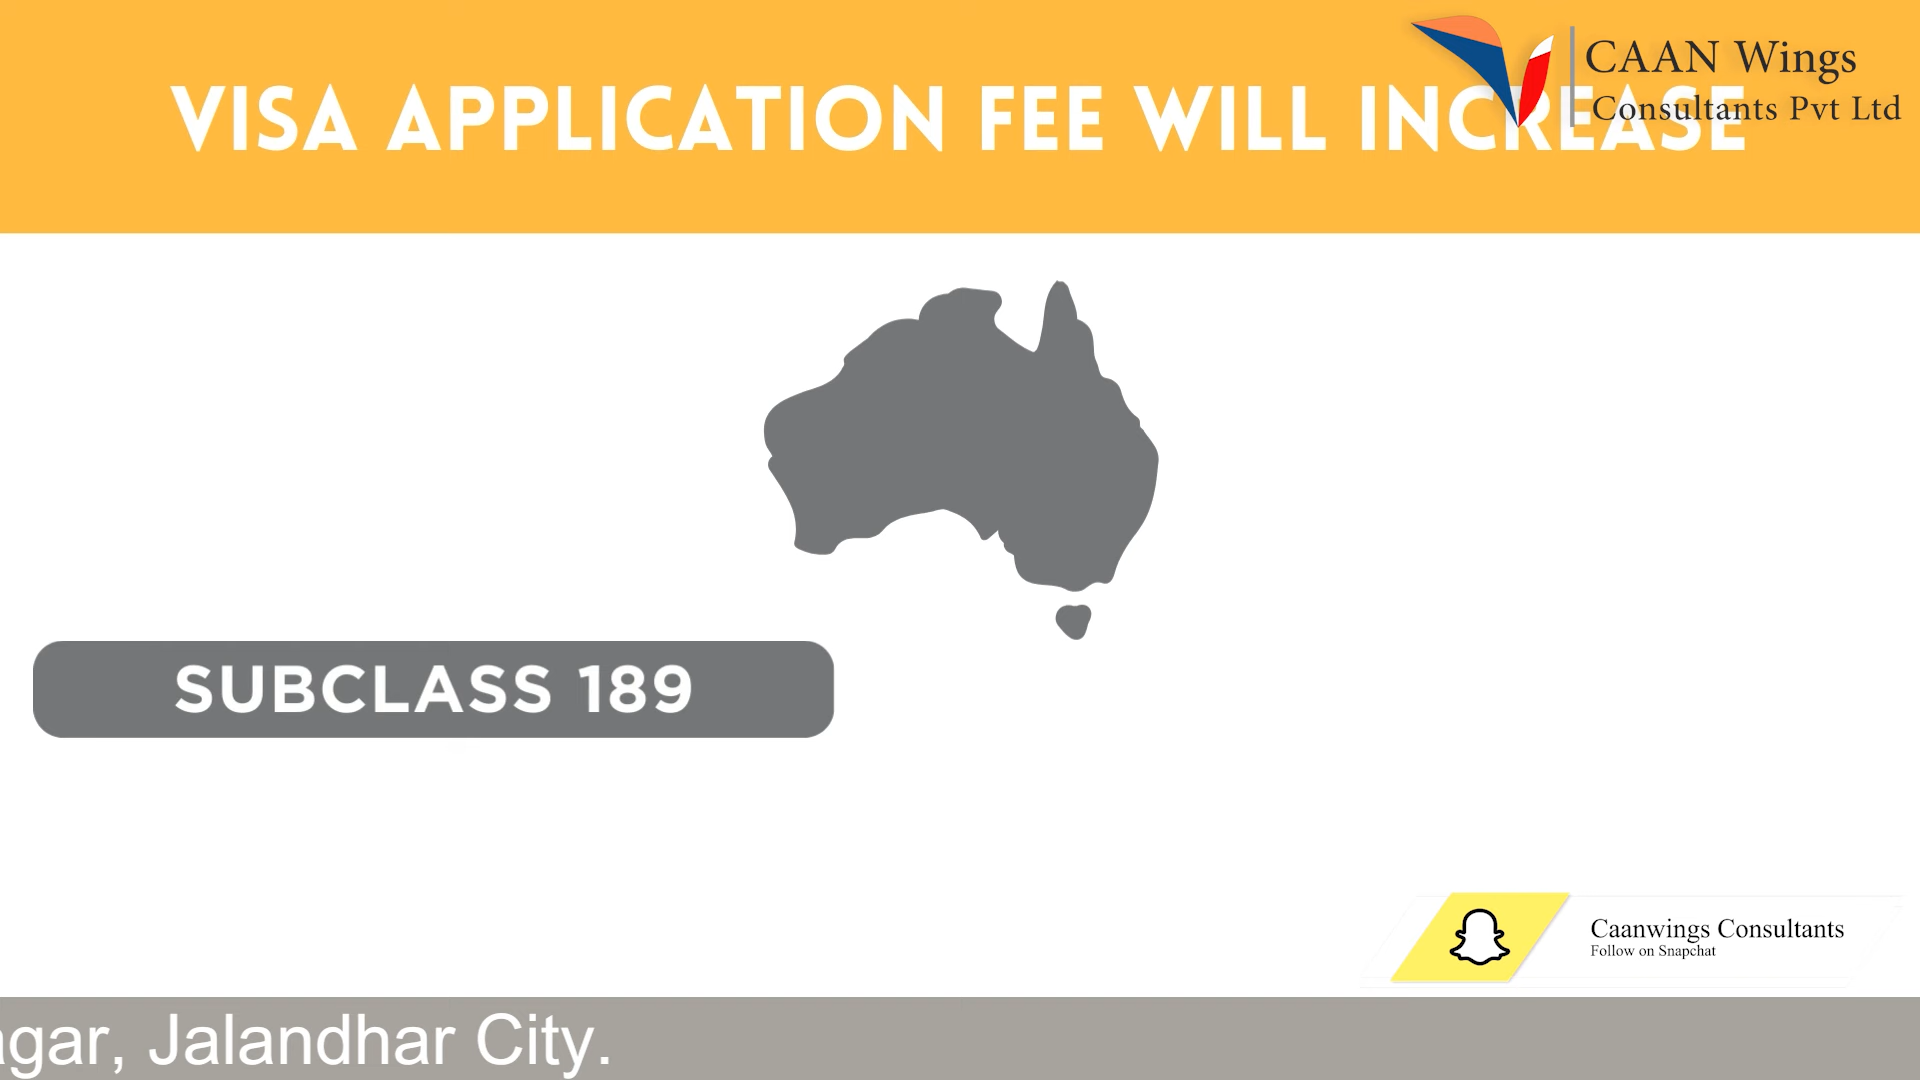 VISA APPLICATION FEE WILL INCREASE
CAAN Wings
Consultants Pvt Ltd
SUBCLASS 189
Caanwings Consultants
Follow on Snapchat
Jalandhar City.